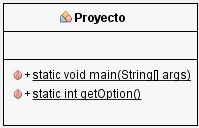 Proyecto
+ static void main(String[] args)
+ static int getOption()